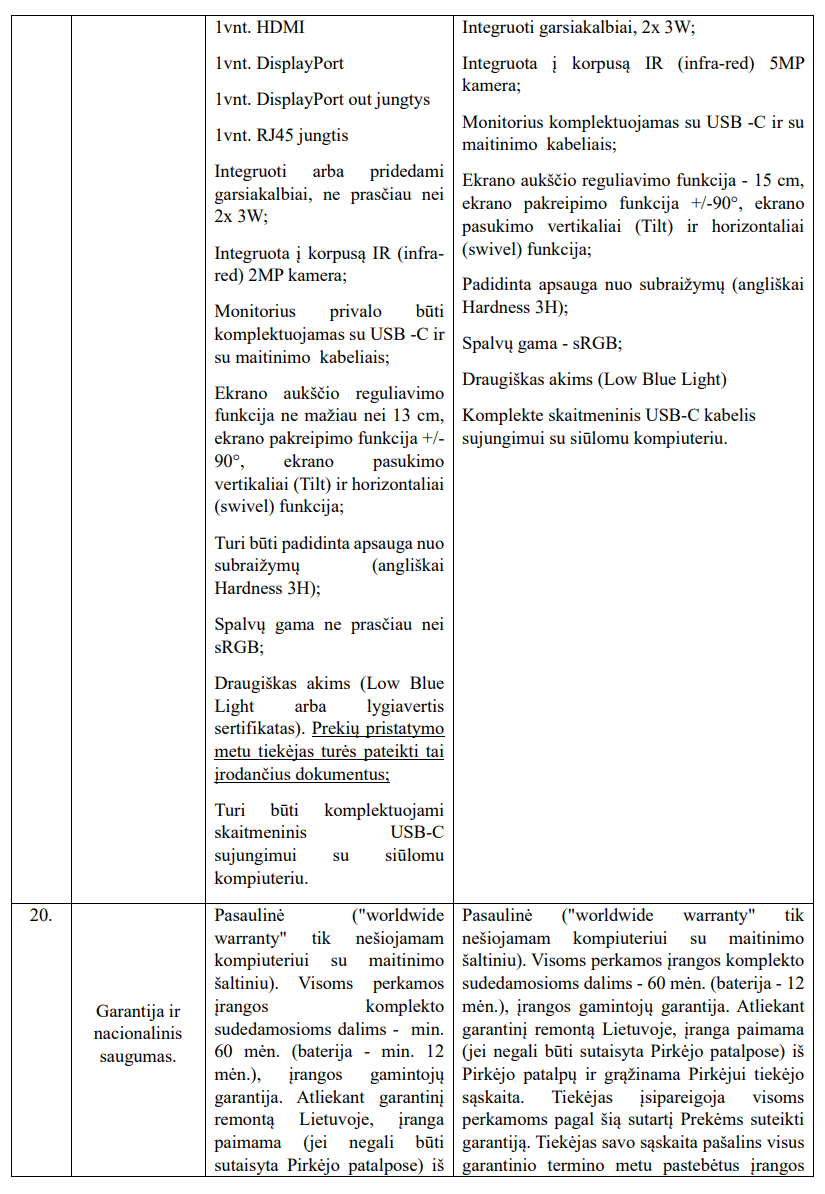 1vnt. HDMI
1vnt. DisplayPort
1vnt. DisplayPort out jungtys
1vnt. RJ45 jungtis
Integruoti arba pridedami
garsiakalbiai, ne prasčiau nei
2x 3W;
Integruota į korpusą IR (infra-
red) 2MP kamera;
Monitorius privalo būti
komplektuojamas su USB -C ir
su maitinimo kabeliais;
Ekrano aukščio reguliavimo
funkcija ne mažiau nei 13 cm,
ekrano pakreipimo funkcija +/-
90°, ekrano pasukimo
vertikaliai (Tilt) ir horizontaliai
(swivel) funkcija;
Turi būti padidinta apsauga nuo
subraižymų (angliškai
Hardness 3H);
Spalvų gama ne prasčiau nei
sRGB;
Draugiškas akims (Low Blue
Light arba lygiavertis
sertifikatas). Prekių pristatymo
metu tiekėjas turės pateikti tai
įrodančius dokumentus;
Turi būti komplektuojami
skaitmeninis USB-C
sujungimui su siūlomu
kompiuteriu.
Integruoti garsiakalbiai, 2x 3W;
Integruota į korpusą IR (infra-red) 5MP
kamera;
Monitorius komplektuojamas su USB -C ir su
maitinimo kabeliais;
Ekrano aukščio reguliavimo funkcija - 15 cm,
ekrano pakreipimo funkcija +/-90°, ekrano
pasukimo vertikaliai (Tilt) ir horizontaliai
(swivel) funkcija;
Padidinta apsauga nuo subraižymų (angliškai
Hardness 3H);
Spalvų gama - sRGB;
Draugiškas akims (Low Blue Light)
Komplekte skaitmeninis USB-C kabelis
sujungimui su siūlomu kompiuteriu.
20.
Garantija ir
nacionalinis
saugumas.
Pasaulinė ("worldwide
warranty" tik nešiojamam
kompiuteriui su maitinimo
šaltiniu). Visoms perkamos
įrangos komplekto
sudedamosioms dalims - min.
60 mėn. (baterija - min. 12
mėn.), įrangos gamintojų
garantija. Atliekant garantinį
remontą Lietuvoje, įranga
paimama (jei negali būti
sutaisyta Pirkėjo patalpose) iš
Pasaulinė ("worldwide warranty" tik
nešiojamam kompiuteriui su maitinimo
šaltiniu). Visoms perkamos įrangos komplekto
sudedamosioms dalims - 60 mėn. (baterija - 12
mėn.), įrangos gamintojų garantija. Atliekant
garantinį remontą Lietuvoje, įranga paimama
(jei negali būti sutaisyta Pirkėjo patalpose) iš
Pirkėjo patalpų ir grąžinama Pirkėjui tiekėjo
sąskaita. Tiekėjas įsipareigoja visoms
perkamoms pagal šią sutartį Prekėms suteikti
garantiją. Tiekėjas savo sąskaita pašalins visus
garantinio termino metu pastebėtus įrangos